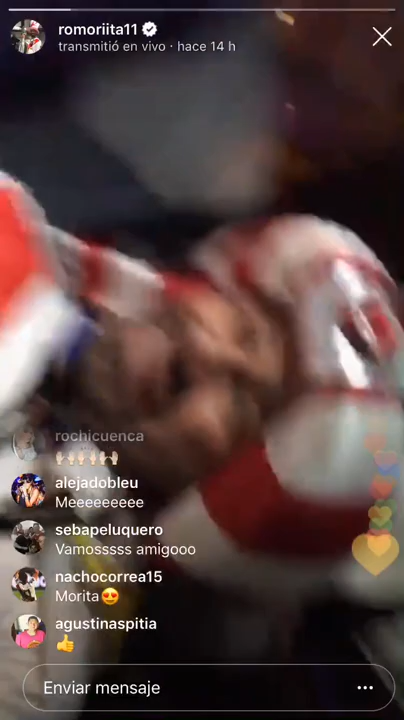 romoriita11
transmitió en vivo · hace 14 h
rochicuenca
🙌🏻🙌🏻🙌🏻
alejadobleu
Meeeeeeeee
sebapeluquero
Vamosssss amigooo
nachocorrea15
Morita😍
agustinaspitia
👍
Enviar mensaje